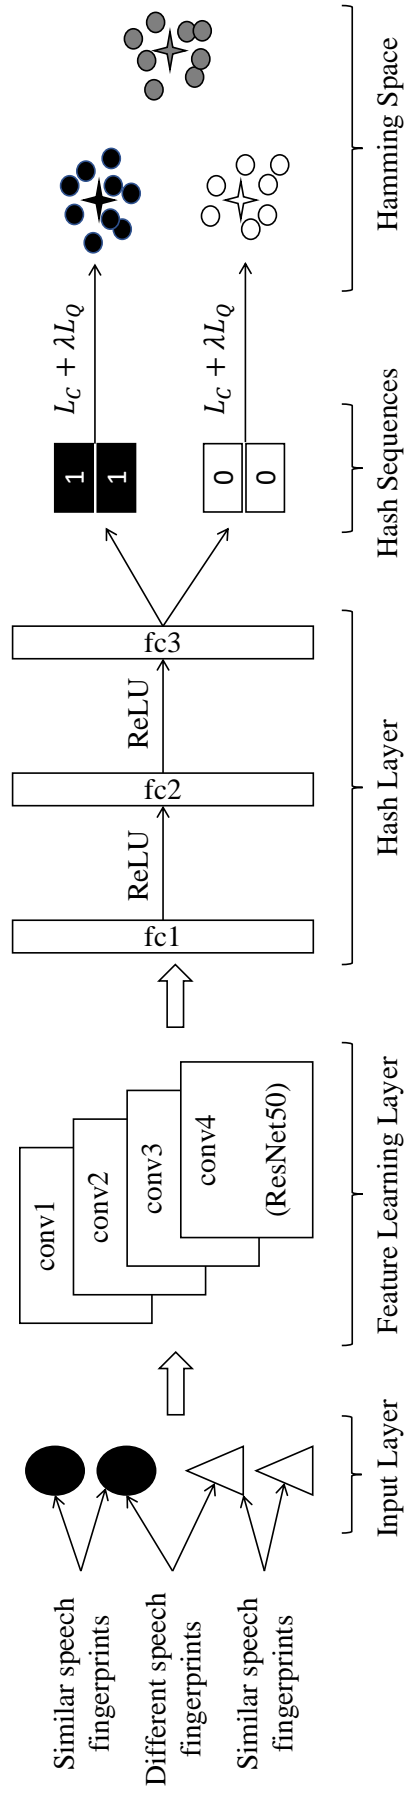 Similar speech
fingerprints
Different speech
fingerprints
Similar speech
fingerprints
Input Layer
conv1
conv2
conv3
conv4
(ResNet50)
Feature Learning Layer
fc1
ReLU
fc2
ReLU
fc3
Hash Layer
1
1
0
0
Hash Sequences
L_C + λL_Q
L_C + λL_Q
Hamming Space